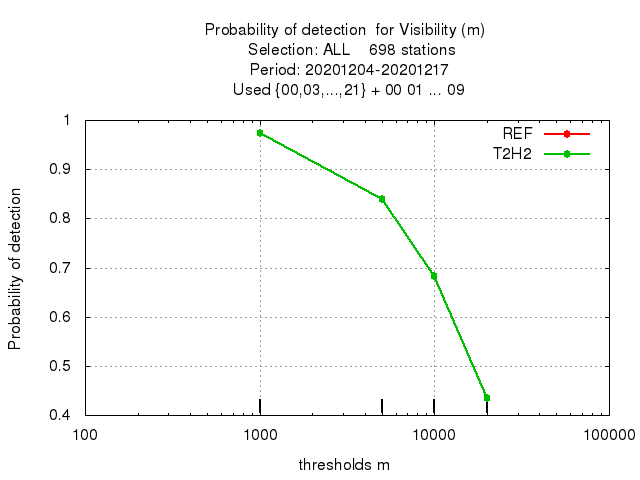 Probability of detection  for Visibility (m)
Selection: ALL    698 stations
Period: 20201204-20201217
Used {00,03,...,21} + 00 01 ... 09
REF
T2H2
Probability of detection
1
0.9
0.8
0.7
0.6
0.5
0.4
100
1000
10000
100000
thresholds m